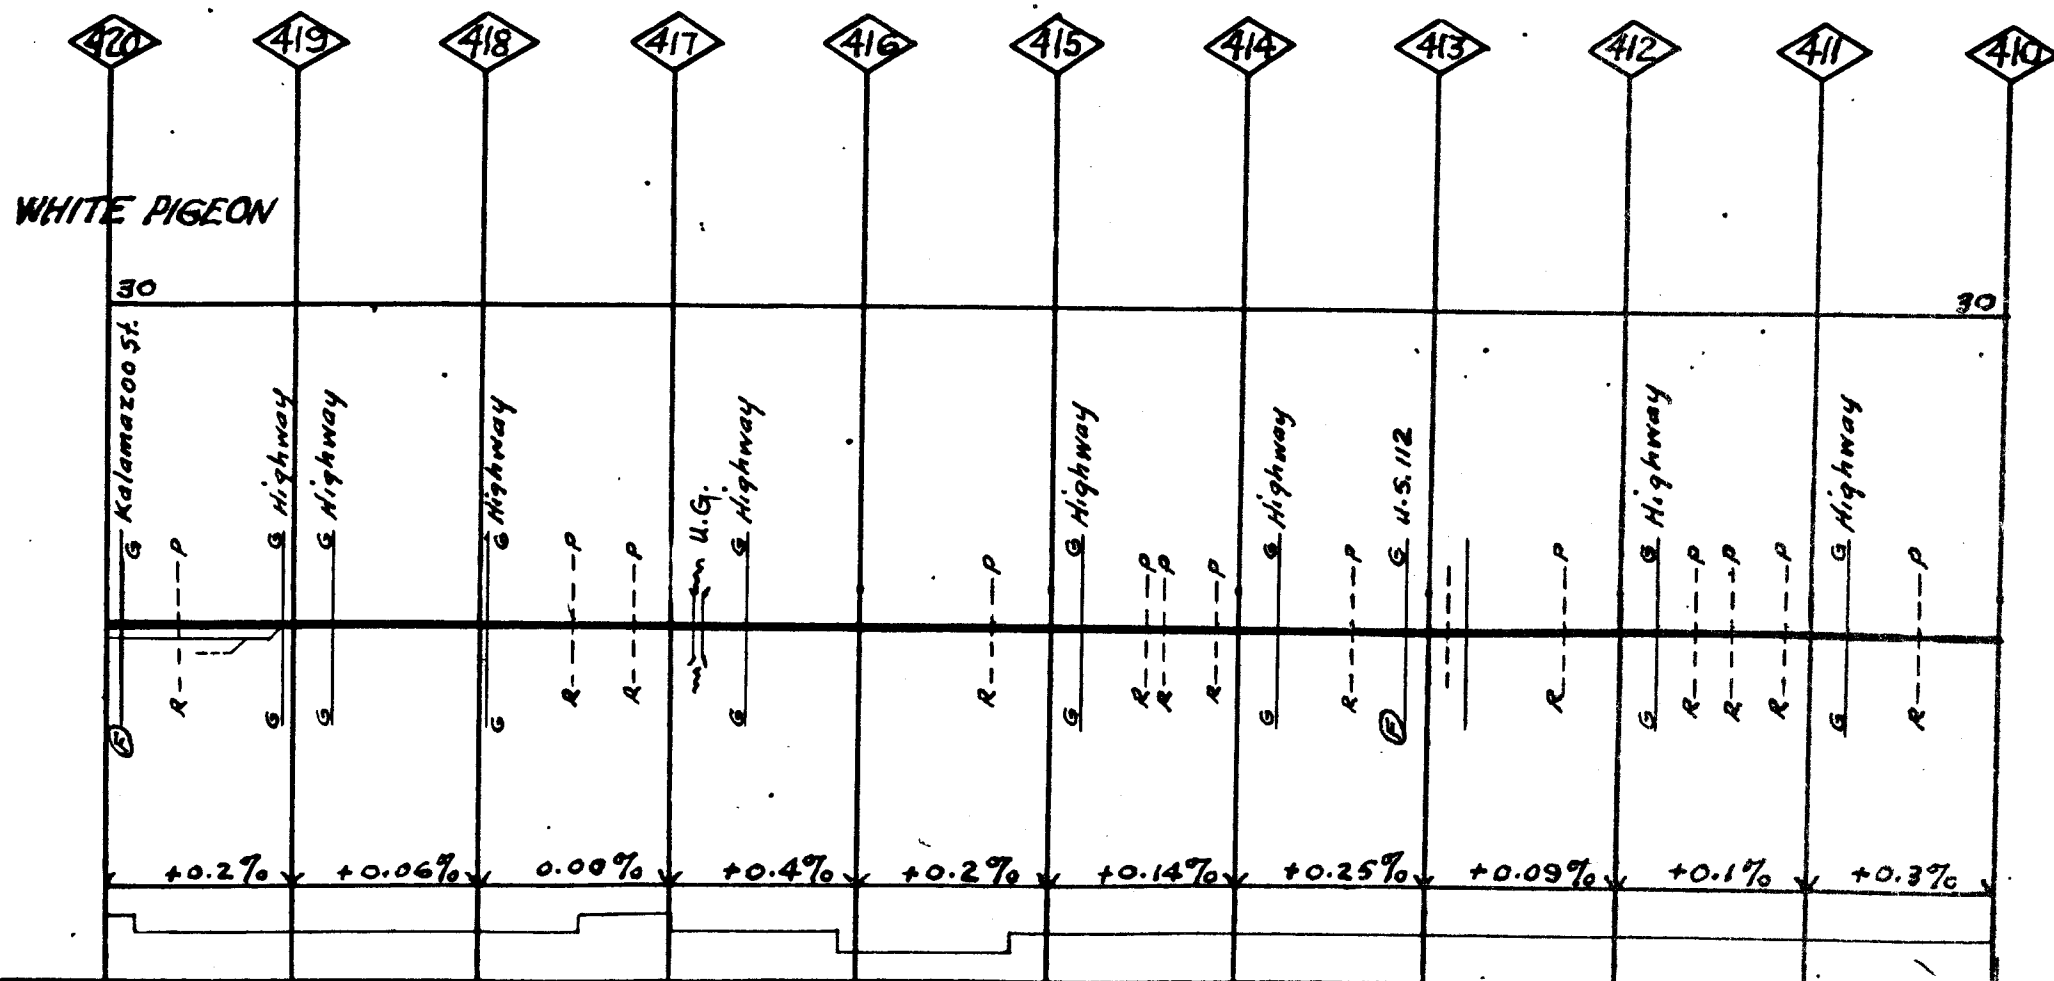 420 419 418 417 416 415 414 413 412 411 410
WHITE PIGEON
30 30
Kalamazoo St. Highway Highway Highway U.G. Highway Highway Highway U.S. 112 Highway Highway
G G G G G G G G G G
P P P P P P P P P P P P P
R R R R R R R R R R R R R
F G G G G G G F G G
+0.2% +0.06% 0.00% +0.4% +0.2% +0.14% +0.25% +0.09% +0.1% +0.3%